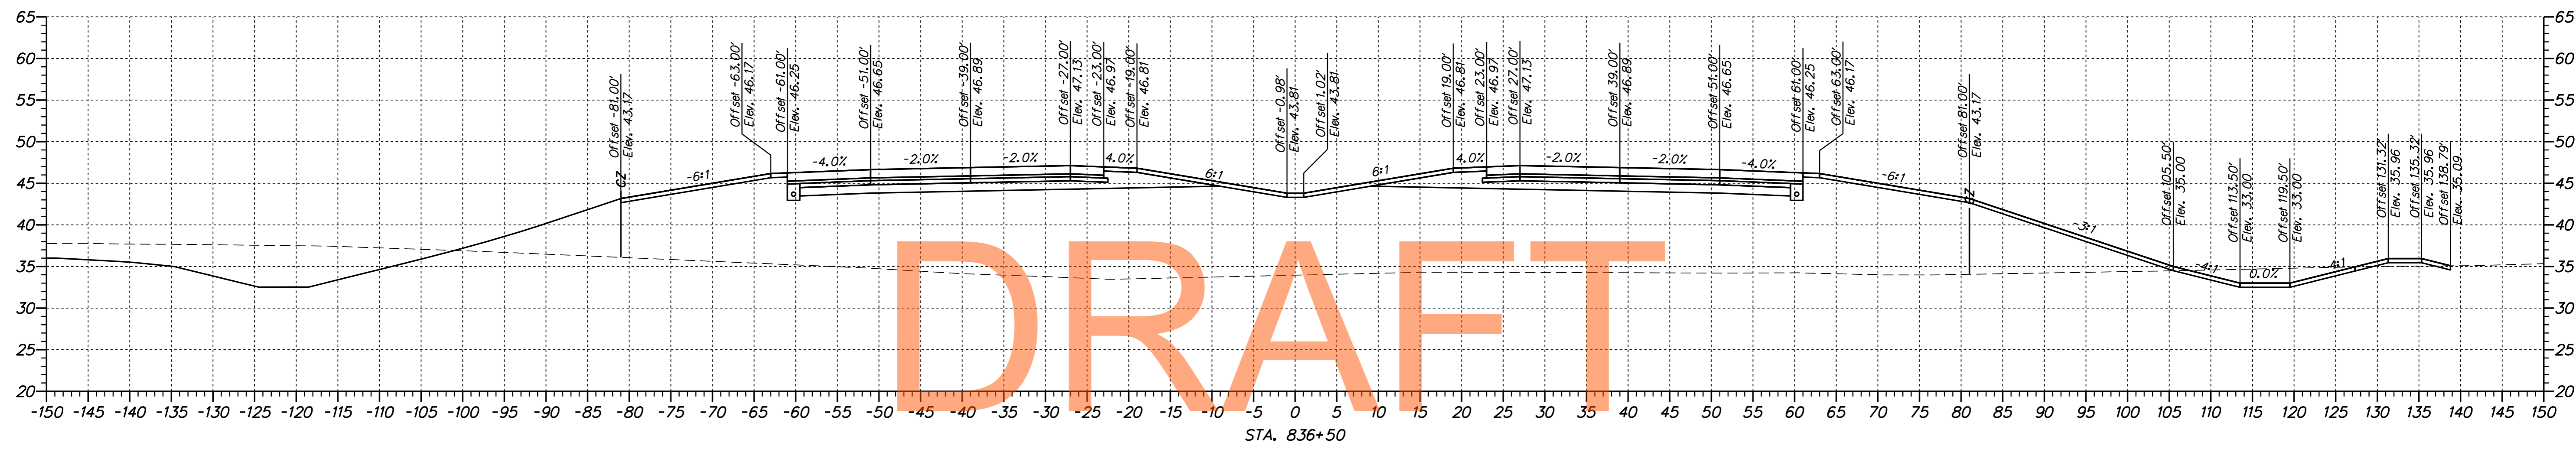 65 65
60 60
55 55
50 50
45 45
40 40
35 35
30 30
25 25
20 20
Offset -81.00'
Elev. 43.17
Offset -63.00'
Elev. 46.17
Offset -61.00'
Elev. 46.25
Offset -51.00'
Elev. 46.65
Offset -39.00'
Elev. 46.89
Offset -27.00'
Elev. 47.13
Offset -23.00'
Elev. 46.97
Offset -19.00'
Elev. 46.81
Offset -0.98'
Elev. 43.81
Offset 1.02'
Elev. 43.81
Offset 19.00'
Elev. 46.81
Offset 23.00'
Elev. 46.97
Offset 27.00'
Elev. 47.13
Offset 39.00'
Elev. 46.89
Offset 51.00'
Elev. 46.65
Offset 61.00'
Elev. 46.25
Offset 63.00'
Elev. 46.17
Offset 81.00'
Elev. 43.17
Offset 105.50'
Elev. 35.00
Offset 113.50'
Elev. 33.00
Offset 119.50'
Elev. 33.00
Offset 131.32'
Elev. 35.96
Offset 135.32'
Elev. 35.96
Offset 138.79'
Elev. 35.09
CZ
-6:1
-4.0%
-2.0%
-2.0%
4.0%
6:1
6:1
4.0%
-2.0%
-2.0%
-4.0%
-6:1
CZ
-3:1
-4:1
0.0%
4:1
DRAFT
-150 -145 -140 -135 -130 -125 -120 -115 -110 -105 -100 -95 -90 -85 -80 -75 -70 -65 -60 -55 -50 -45 -40 -35 -30 -25 -20 -15 -10 -5 0 5 10 15 20 25 30 35 40 45 50 55 60 65 70 75 80 85 90 95 100 105 110 115 120 125 130 135 140 145 150
STA. 836+50